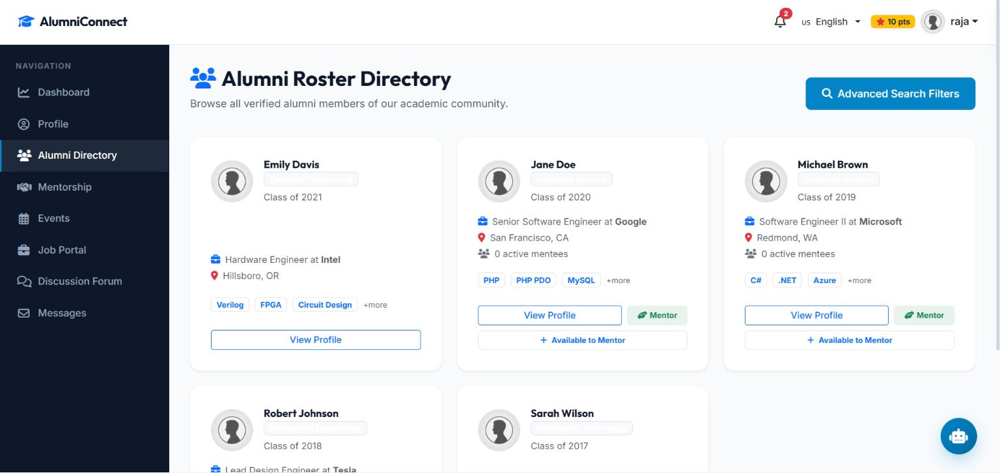 AlumniConnect
2
US English
10 pts
raja
NAVIGATION
Dashboard
Profile
Alumni Directory
Mentorship
Events
Job Portal
Discussion Forum
Messages
Alumni Roster Directory
Browse all verified alumni members of our academic community.
Advanced Search Filters
Emily Davis
Electrical Engineering
Class of 2021
Hardware Engineer at Intel
Hillsboro, OR
Verilog FPGA Circuit Design +more
View Profile
Jane Doe
Computer Science
Class of 2020
Senior Software Engineer at Google
San Francisco, CA
0 active mentees
PHP PHP PDO MySQL +more
View Profile Mentor
+ Available to Mentor
Michael Brown
Computer Science
Class of 2019
Software Engineer II at Microsoft
Redmond, WA
0 active mentees
C# .NET Azure +more
View Profile Mentor
+ Available to Mentor
Robert Johnson
Mechanical Engineering
Class of 2018
Lead Design Engineer at Tesla
Sarah Wilson
Information Technology
Class of 2017